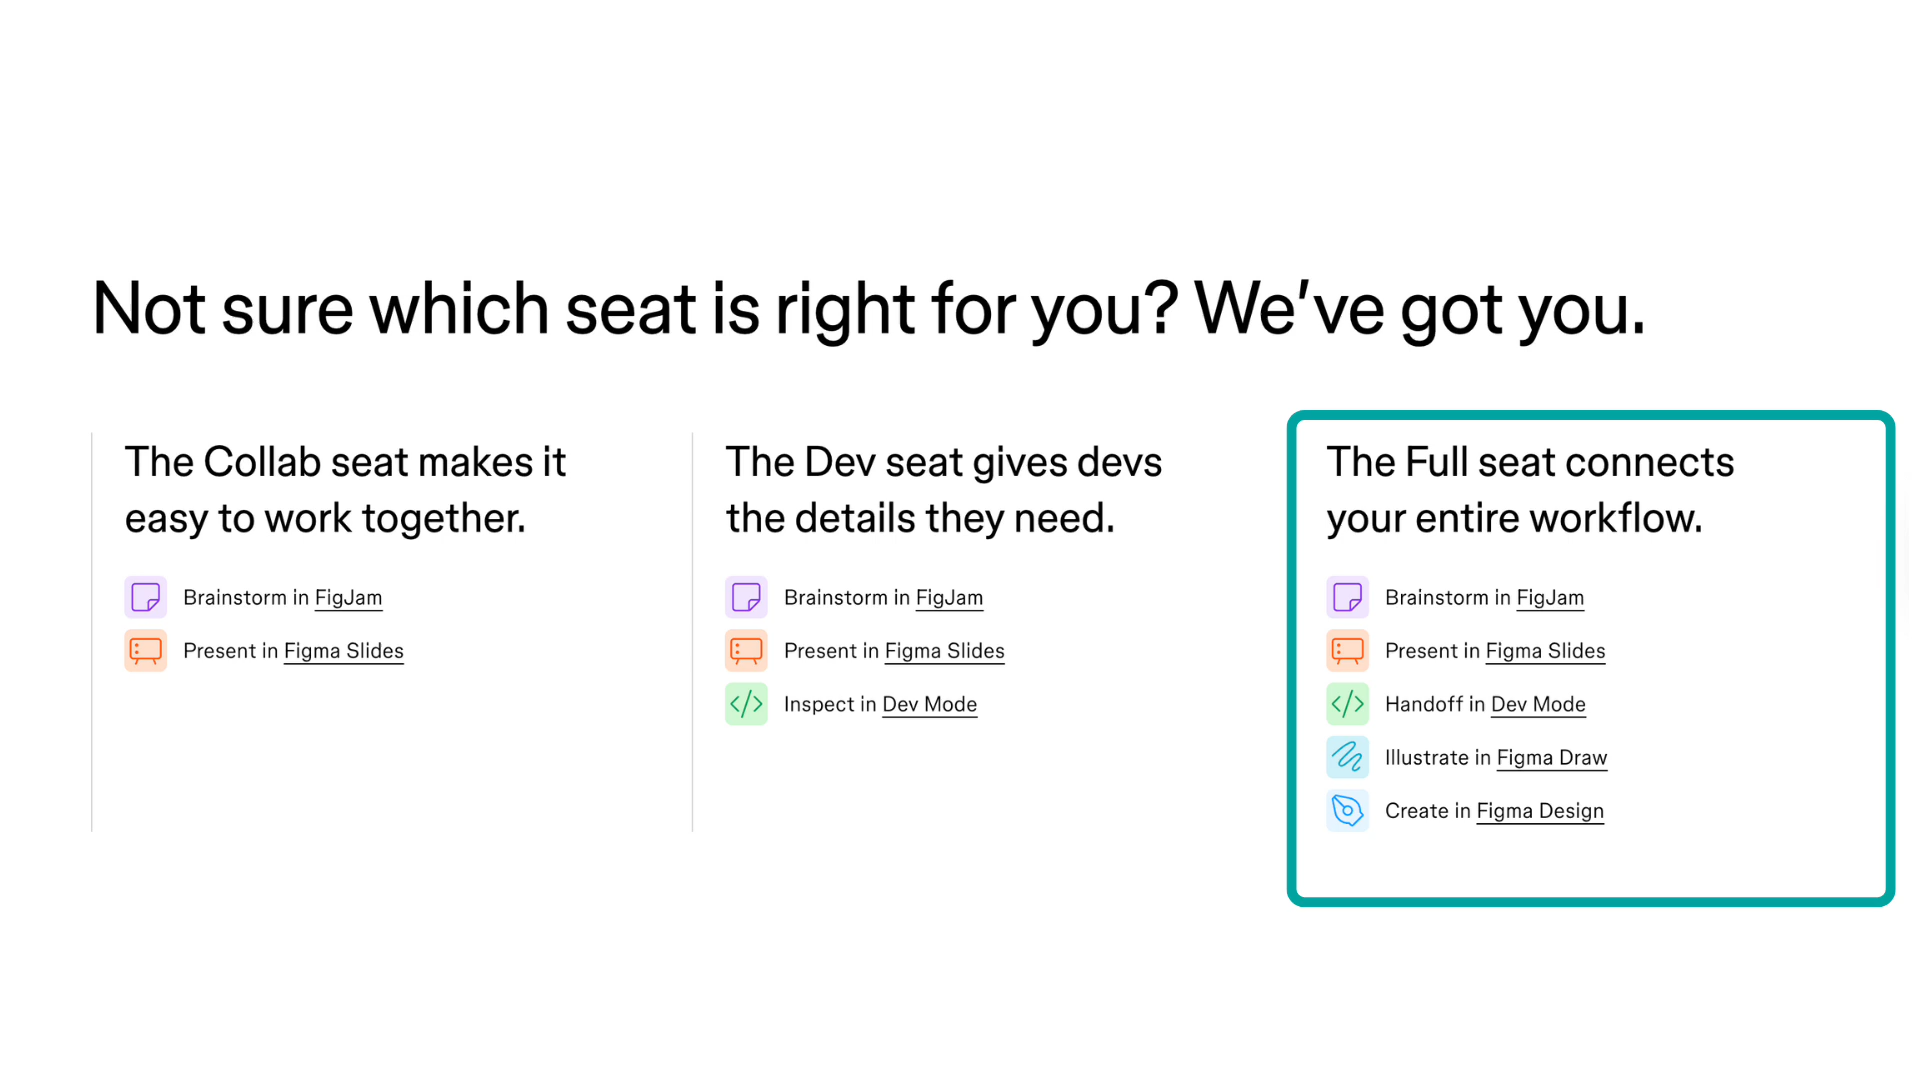 Not sure which seat is right for you? We’ve got you.
The Collab seat makes it
easy to work together.
Brainstorm in FigJam
Present in Figma Slides
The Dev seat gives devs
the details they need.
Brainstorm in FigJam
Present in Figma Slides
Inspect in Dev Mode
The Full seat connects
your entire workflow.
Brainstorm in FigJam
Present in Figma Slides
Handoff in Dev Mode
Illustrate in Figma Draw
Create in Figma Design